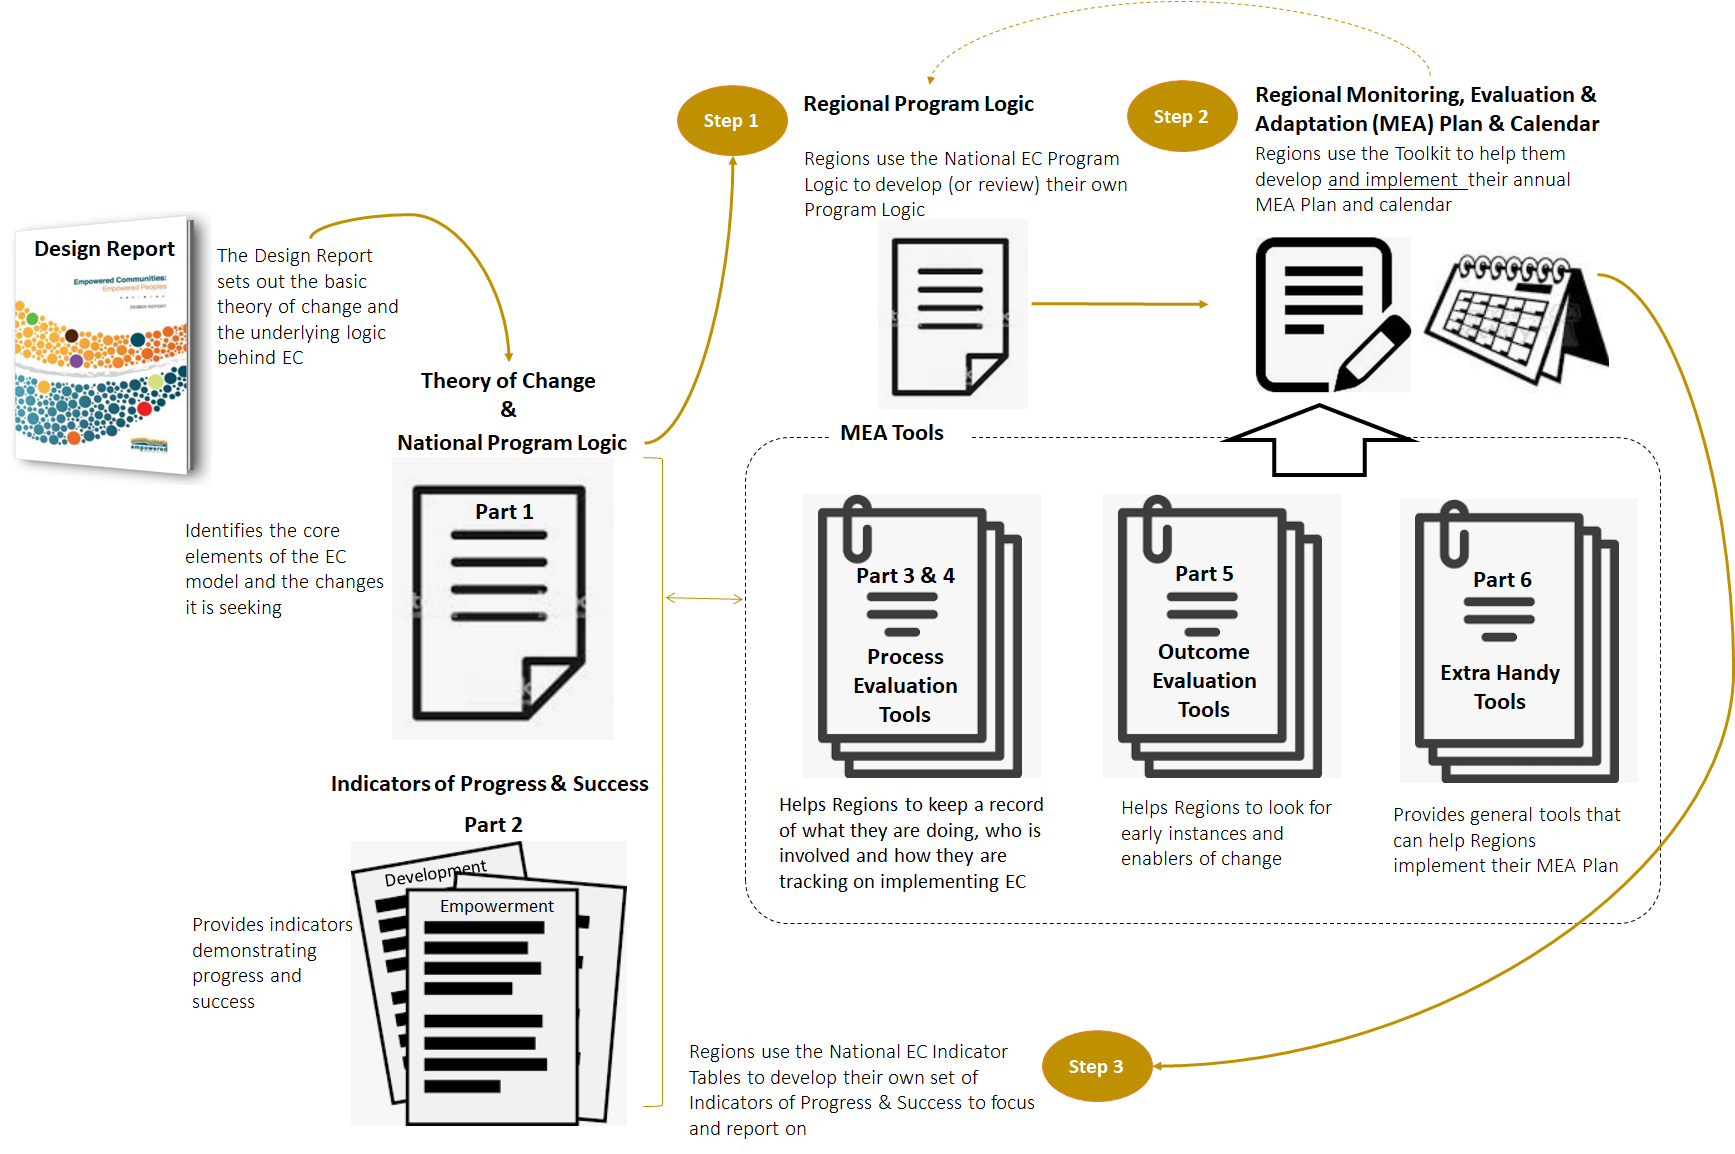 Design Report
Empowered Communities:
Empowered Peoples
DESIGN REPORT
empowered
The Design Report
sets out the basic
theory of change and
the underlying logic
behind EC
Theory of Change
&
National Program Logic
Part 1
Identifies the core
elements of the EC
model and the changes
it is seeking
Indicators of Progress & Success
Part 2
Development
Empowerment
Provides indicators
demonstrating
progress and
success
Step 1
Regional Program Logic
Regions use the National EC Program
Logic to develop (or review) their own
Program Logic
Step 2
Regional Monitoring, Evaluation &
Adaptation (MEA) Plan & Calendar
Regions use the Toolkit to help them
develop and implement their annual
MEA Plan and calendar
MEA Tools
Part 3 & 4
Process
Evaluation
Tools
Helps Regions to keep a record
of what they are doing, who is
involved and how they are
tracking on implementing EC
Part 5
Outcome
Evaluation
Tools
Helps Regions to look for
early instances and
enablers of change
Part 6
Extra Handy
Tools
Provides general tools that
can help Regions
implement their MEA Plan
Regions use the National EC Indicator
Tables to develop their own set of
Indicators of Progress & Success to focus
and report on
Step 3